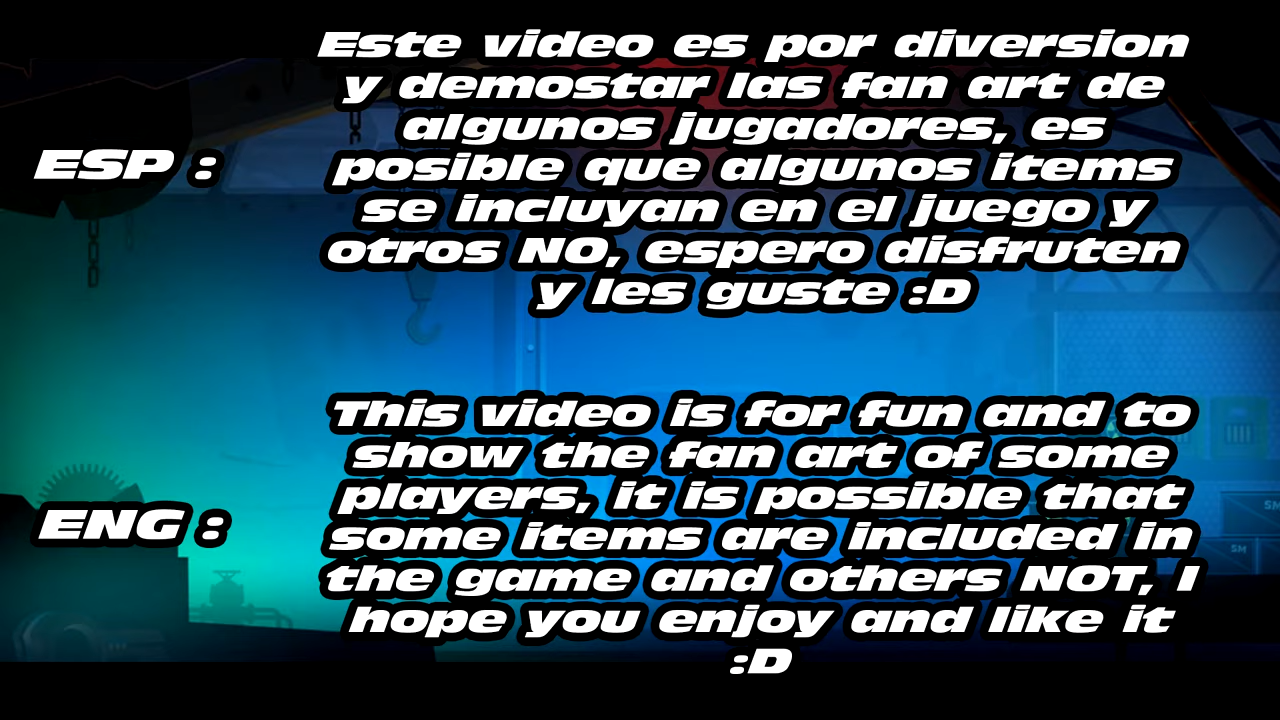 Este video es por diversion
y demostar las fan art de
algunos jugadores, es
ESP :
posible que algunos items
se incluyan en el juego y
otros NO, espero disfruten
y les guste :D
This video is for fun and to
show the fan art of some
players, it is possible that
ENG :
some items are included in
the game and others NOT, I
hope you enjoy and like it
:D
SM
SM